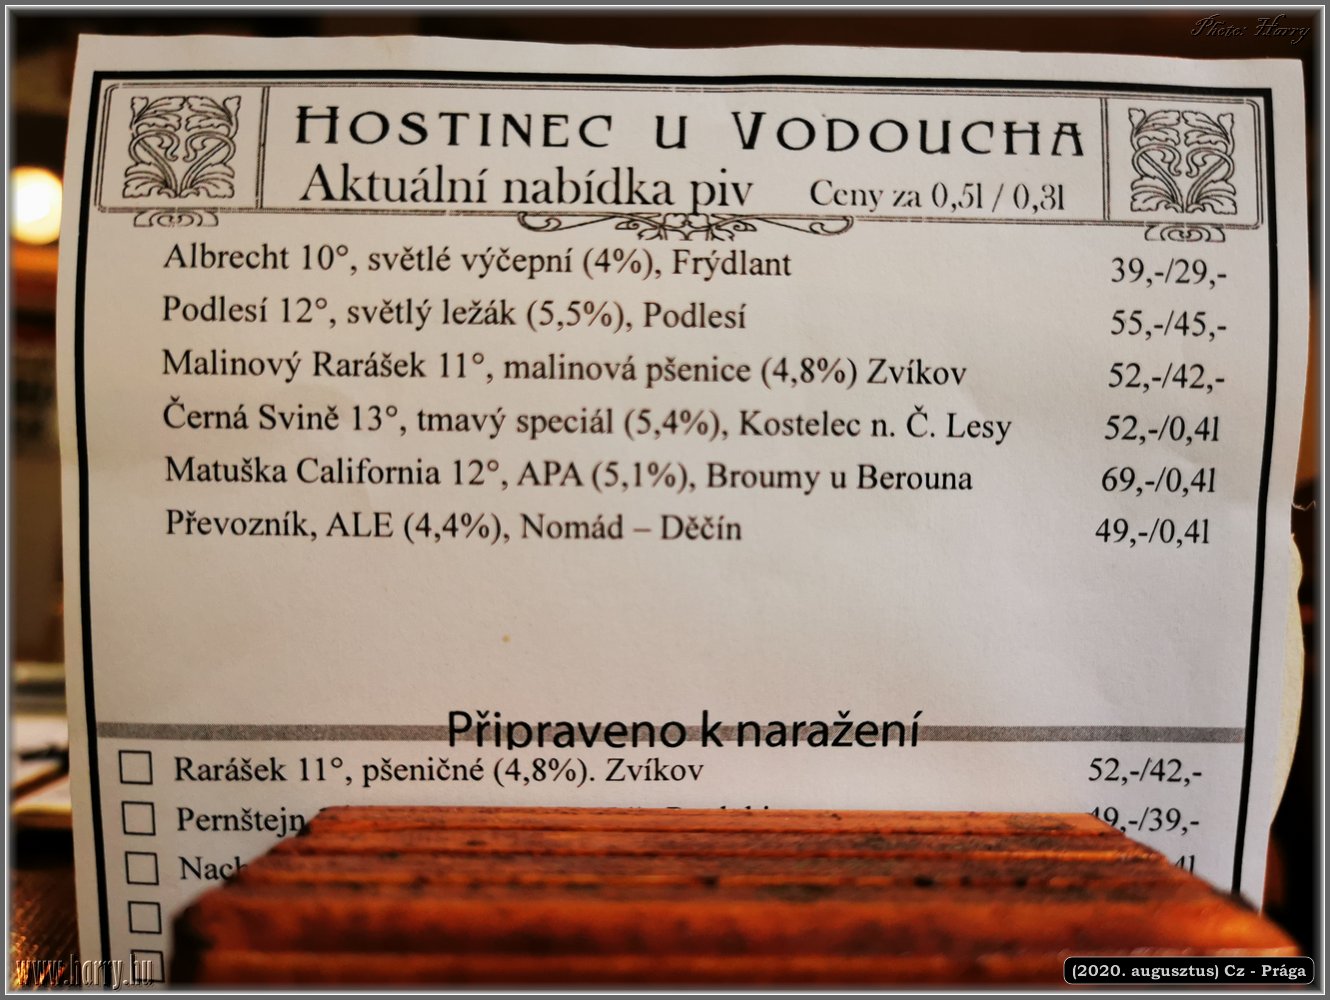 Photo: Harry
HOSTINEC U VODOUCHA
Aktuální nabídka piv Ceny za 0,5l / 0,3l
Albrecht 10°, světlé výčepní (4%), Frýdlant 39,-/29,-
Podlesí 12°, světlý ležák (5,5%), Podlesí 55,-/45,-
Malinový Rarášek 11°, malinová pšenice (4,8%) Zvíkov 52,-/42,-
Černá Svině 13°, tmavý speciál (5,4%), Kostelec n. Č. Lesy 52,-/0,4l
Matuška California 12°, APA (5,1%), Broumy u Berouna 69,-/0,4l
Převozník, ALE (4,4%), Nomád – Děčín 49,-/0,4l
Připraveno k naražení
Rarášek 11°, pšeničné (4,8%). Zvíkov 52,-/42,-
Pernštejn 49,-/39,-
www.harry.hu
(2020. augusztus) Cz - Prága